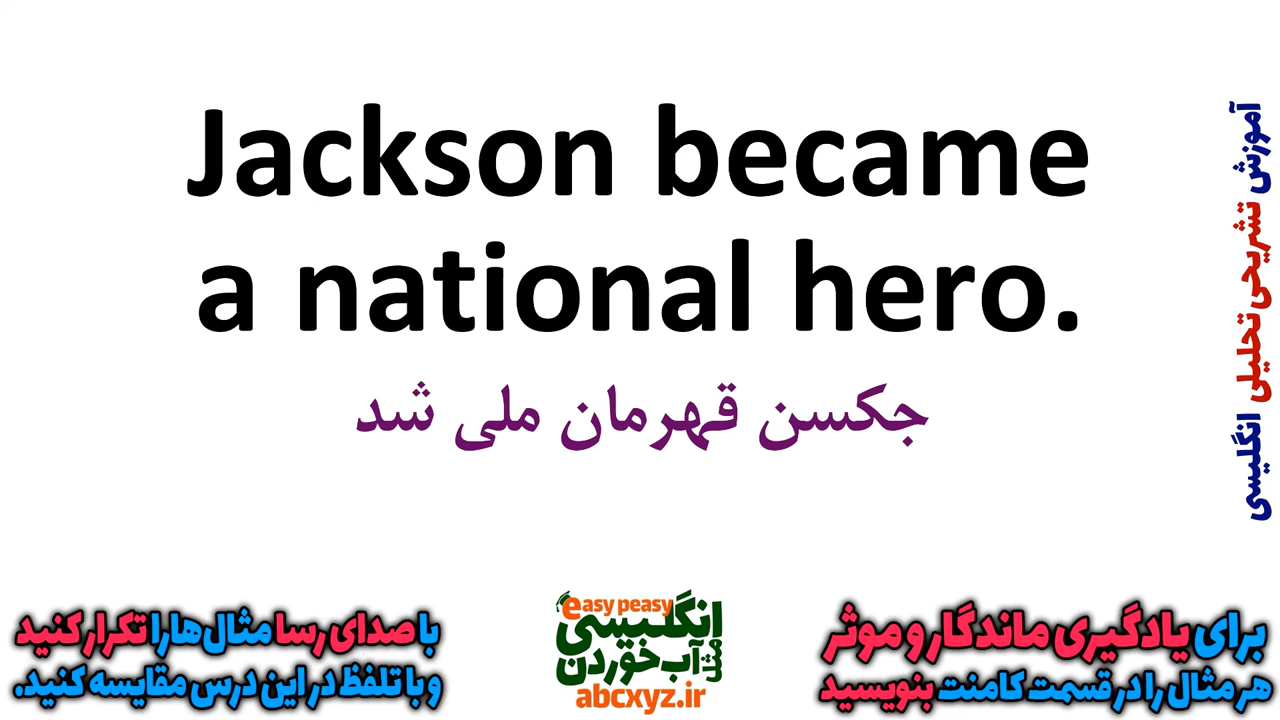 Jackson became
a national hero.
جکسن قهرمان ملی شد
آموزش تشریحی تحلیلی انگلیسی
برای یادگیری ماندگار و موثر
هر مثال را در قسمت کامنت بنویسید
easy peasy
انگلیسی
مثل آب خوردن
abcxyz.ir
با صدای رسا مثال‌ها را تکرار کنید
و با تلفظ در این درس مقایسه کنید.